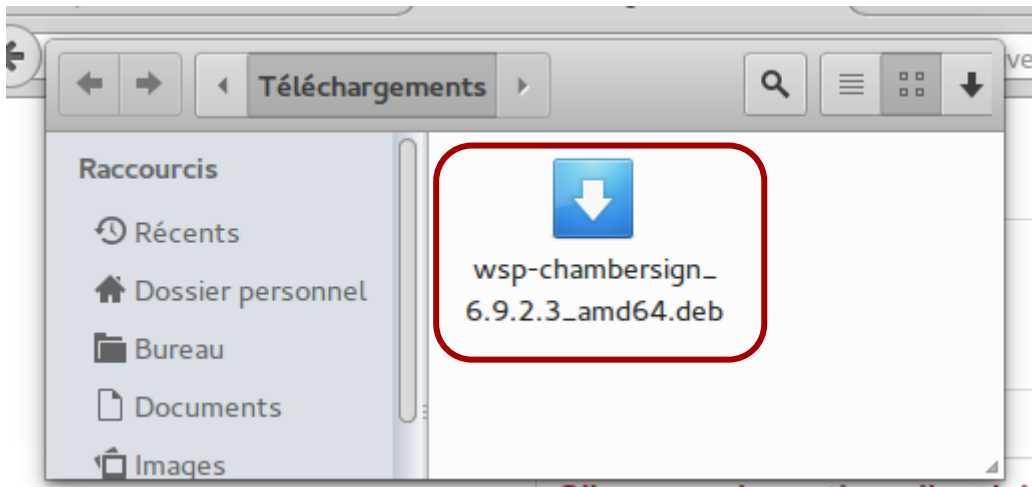 Téléchargements
Raccourcis
Récents
Dossier personnel
Bureau
Documents
Images
wsp-chambersign_
6.9.2.3_amd64.deb